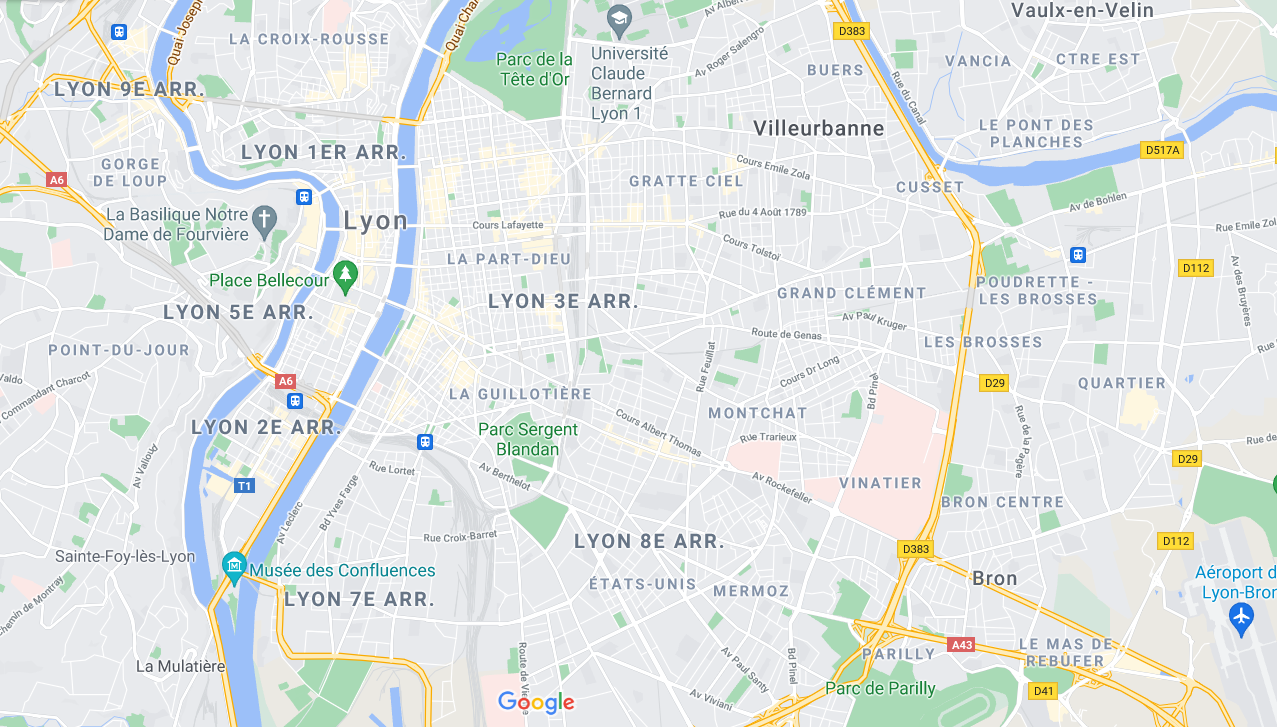 Vaulx-en-Velin
Quai Joseph
Quai Cha
Av Alber
D383
LA CROIX-ROUSSE
Université
Claude
Bernard
Lyon 1
Parc de la
Tête d'Or
Av Roger Salengro
BUERS
VANCIA
CTRE EST
LYON 9E ARR.
Rue du Canal
Villeurbanne
LE PONT DES
PLANCHES
LYON 1ER ARR.
D517A
GORGE
DE LOUP
A6
Cours Emile Zola
GRATTE CIEL
CUSSET
Av de Bohlen
La Basilique Notre
Dame de Fourvière
Lyon
Cours Lafayette
Rue du 4 Août 1789
Rue Emile Zola
Cours Tolstoï
LA PART-DIEU
D112
Place Bellecour
POUDRETTE -
LES BROSSES
Av des Bruyères
LYON 3E ARR.
GRAND CLÉMENT
LYON 5E ARR.
Av Paul Kruger
Route de Genas
LES BROSSES
POINT-DU-JOUR
Rue Feuillat
Cours Dr Long
Valdo
Commandant Charcot
A6
Bd Pinel
D29
QUARTIER
LA GUILLOTIÈRE
MONTCHAT
LYON 2E ARR.
Cours Albert Thomas
Parc Sergent
Blandan
Rue Trarieux
Rue de la Pagère
Rue de
Av Valioud
Rue Lortet
Av Berthelot
D29
T1
Av Rockefeller
VINATIER
BRON CENTRE
Bd Yves Farge
Av Leclerc
Rue Croix-Barret
LYON 8E ARR.
D383
D112
Sainte-Foy-lès-Lyon
Musée des Confluences
ÉTATS-UNIS
MERMOZ
Bron
Aéroport d
Lyon-Bron
LYON 7E ARR.
Chemin de Montray
A43
LE MAS DE
REBUFER
La Mulatière
PARILLY
Route de Vie
Av Paul Santy
Bd Pinel
Parc de Parilly
D41
Av Viviani
Google